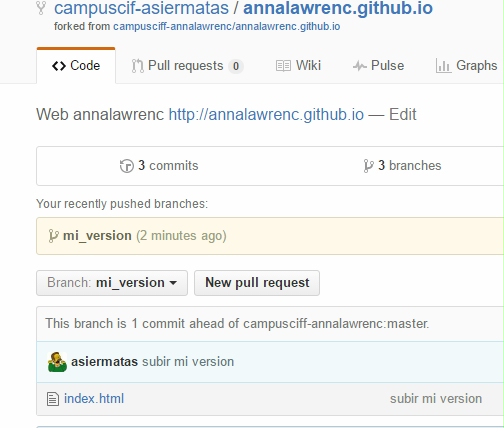 campuscif-asiermatas / annalawrenc.github.io
forked from campusciff-annalawrenc/annalawrenc.github.io
Code Pull requests 0 Wiki Pulse Graphs
Web annalawrenc http://annalawrenc.github.io — Edit
3 commits 3 branches
Your recently pushed branches:
mi_version (2 minutes ago)
Branch: mi_version New pull request
This branch is 1 commit ahead of campusciff-annalawrenc:master.
asiermatas subir mi version
index.html subir mi version